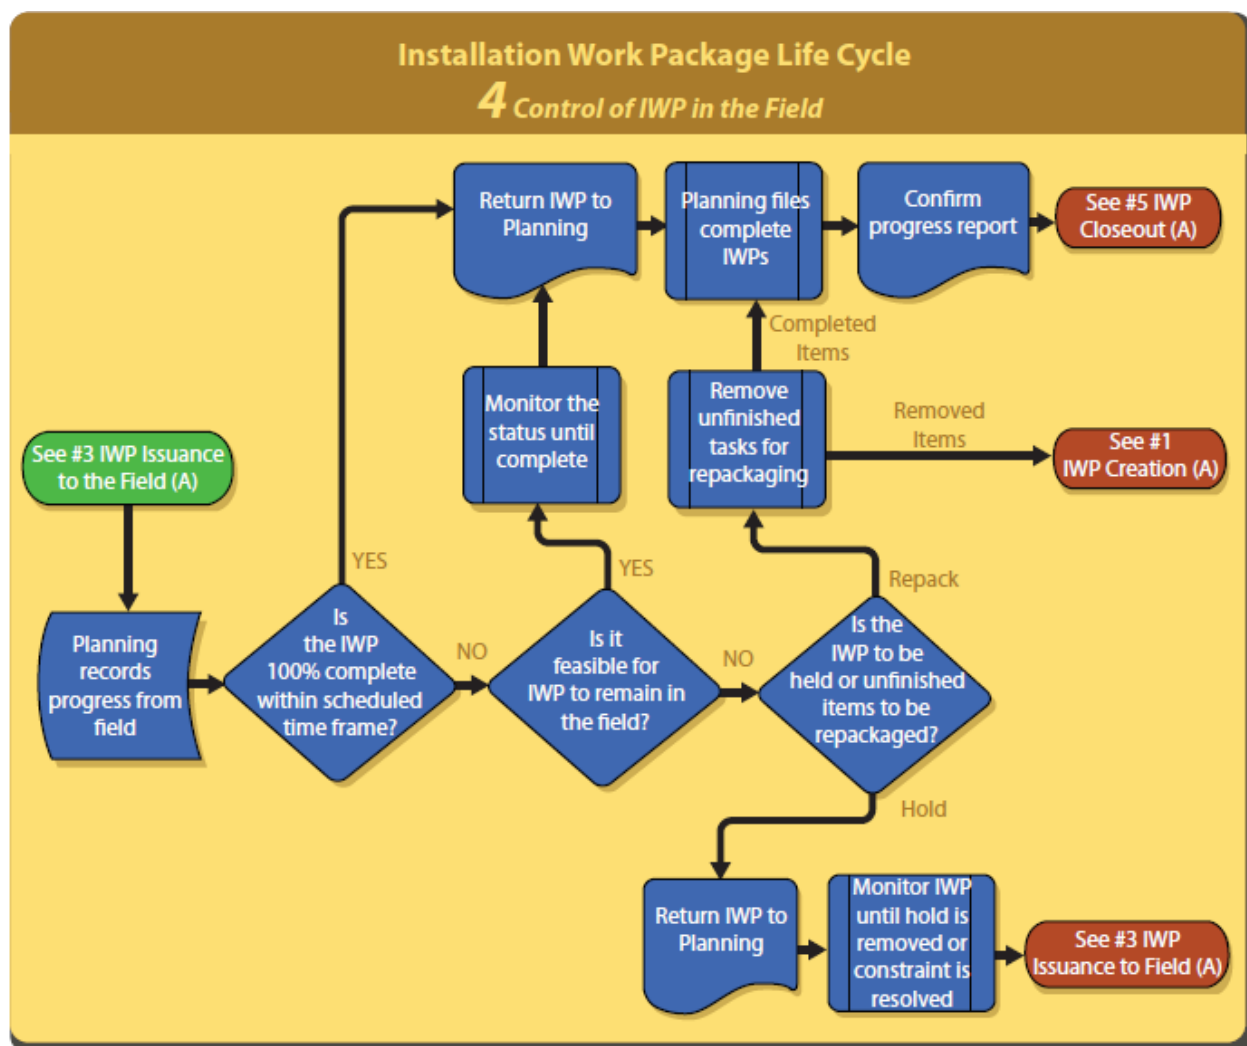 Installation Work Package Life Cycle
4 Control of IWP in the Field
Return IWP to
Planning
Planning files
complete
IWPs
Confirm
progress report
See #5 IWP
Closeout (A)
Completed
Items
Monitor the
status until
complete
Remove
unfinished
tasks for
repackaging
Removed
Items
See #1
IWP Creation (A)
See #3 IWP Issuance
to the Field (A)
YES
YES
Repack
Planning
records
progress from
field
Is
the IWP
100% complete
within scheduled
time frame?
NO
Is it
feasible for
IWP to remain in
the field?
NO
Is the
IWP to be
held or unfinished
items to be
repackaged?
Hold
Return IWP to
Planning
Monitor IWP
until hold is
removed or
constraint is
resolved
See #3 IWP
Issuance to Field (A)